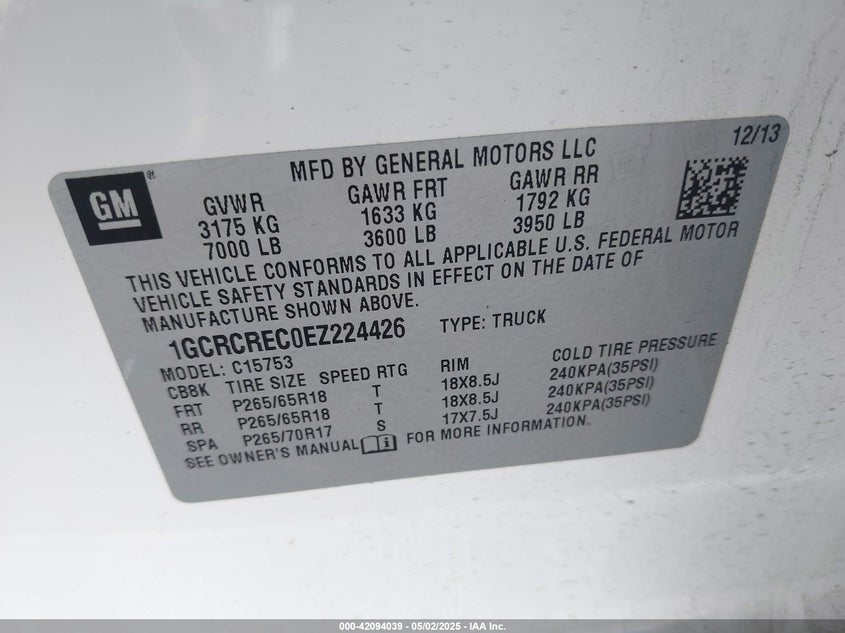 12/13
GM®
MFD BY GENERAL MOTORS LLC
GVWR GAWR FRT GAWR RR
3175 KG 1633 KG 1792 KG
7000 LB 3600 LB 3950 LB
THIS VEHICLE CONFORMS TO ALL APPLICABLE U.S. FEDERAL MOTOR
VEHICLE SAFETY STANDARDS IN EFFECT ON THE DATE OF
MANUFACTURE SHOWN ABOVE.
1GCRCREC0EZ224426 TYPE: TRUCK
MODEL: C15753
CB8K TIRE SIZE SPEED RTG RIM COLD TIRE PRESSURE
FRT P265/65R18 T 18X8.5J 240KPA(35PSI)
RR P265/65R18 T 18X8.5J 240KPA(35PSI)
SPA P265/70R17 S 17X7.5J 240KPA(35PSI)
SEE OWNER'S MANUAL i FOR MORE INFORMATION.
000-42094039 - 05/02/2025 - IAA Inc.